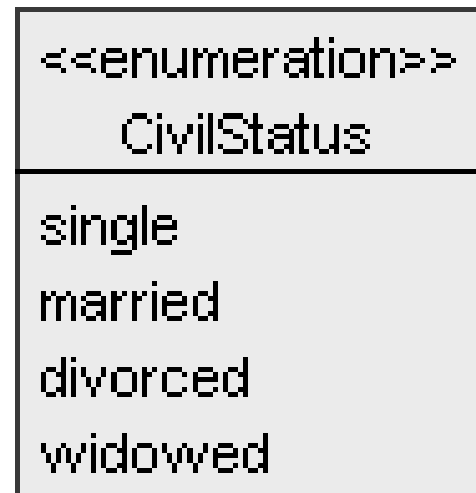 <<enumeration>>
CivilStatus
single
married
divorced
widowed